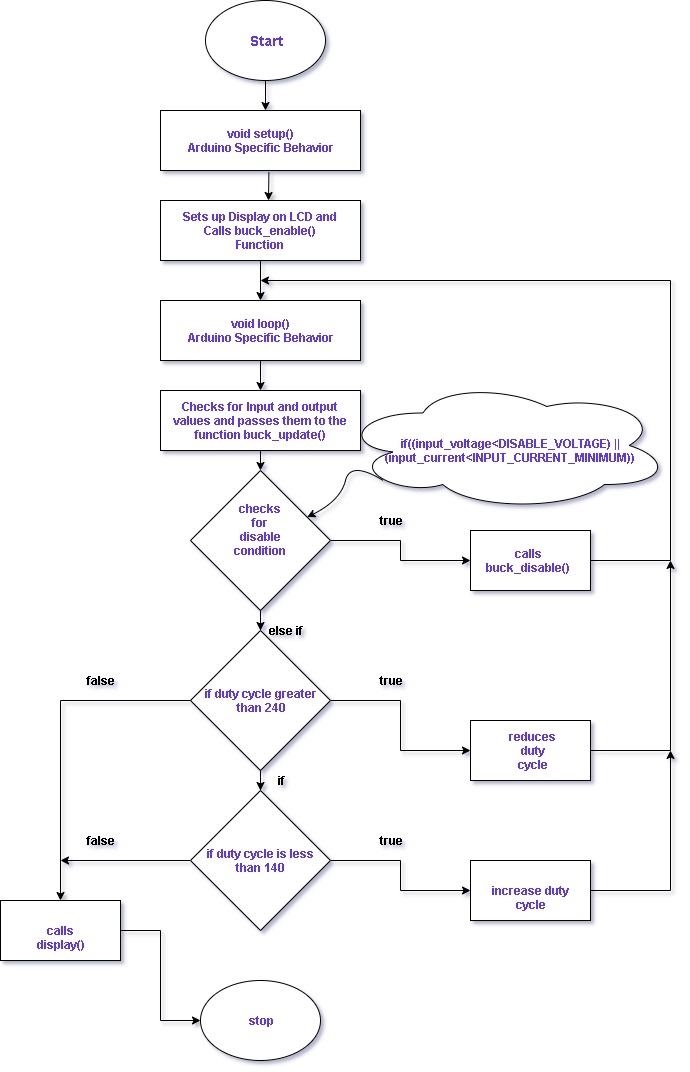 Start
void setup()
Arduino Specific Behavior
Sets up Display on LCD and
Calls buck_enable()
Function
void loop()
Arduino Specific Behavior
Checks for Input and output
values and passes them to the
function buck_update()
if((input_voltage<DISABLE_VOLTAGE) ||
(input_current<INPUT_CURRENT_MINIMUM))
checks
for
disable
condition
true
calls
buck_disable()
else if
false
if duty cycle greater
than 240
true
reduces
duty
cycle
if
false
if duty cycle is less
than 140
true
increase duty
cycle
calls
display()
stop